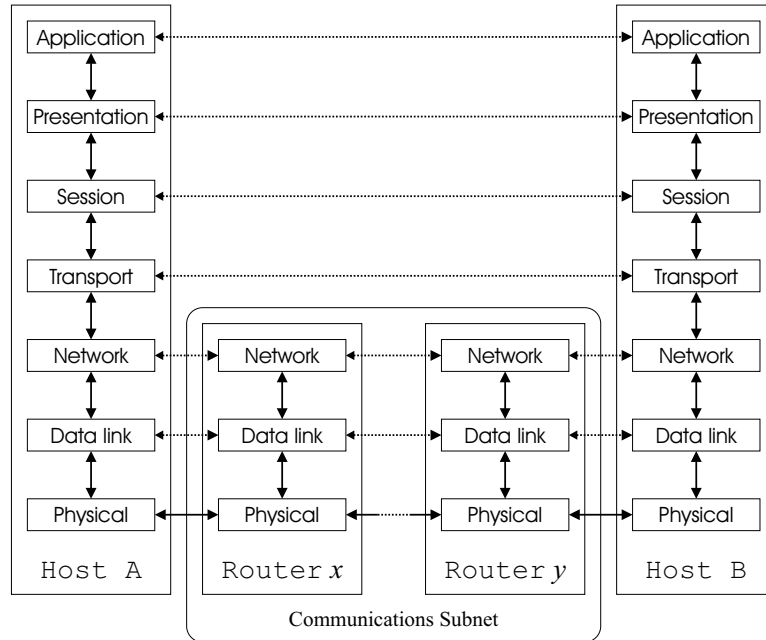 Application Application
Presentation Presentation
Session Session
Transport Transport
Network Network Network Network
Data link Data link Data link Data link
Physical Physical Physical Physical
Host A Router x Router y Host B
Communications Subnet